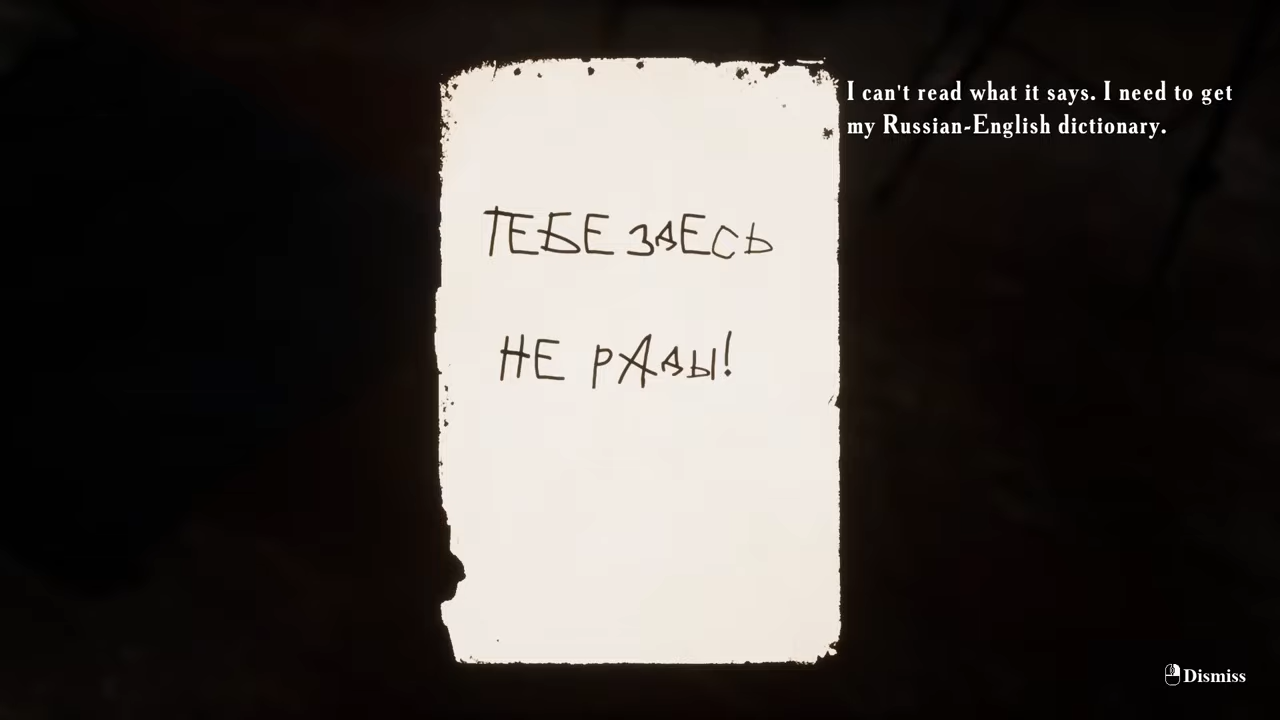 ТЕБЕ ЗДЕСЬ
НЕ РАДЫ!
I can't read what it says. I need to get
my Russian-English dictionary.
Dismiss